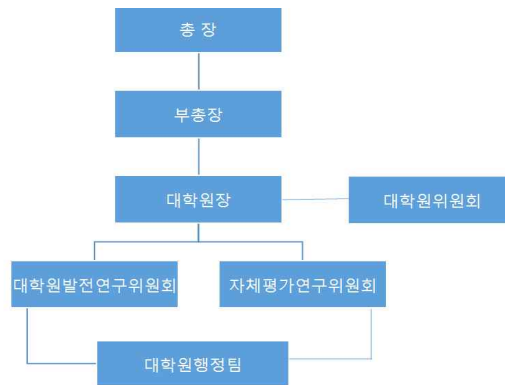 총 장
부총장
대학원장
대학원위원회
대학원발전연구위원회
자체평가연구위원회
대학원행정팀